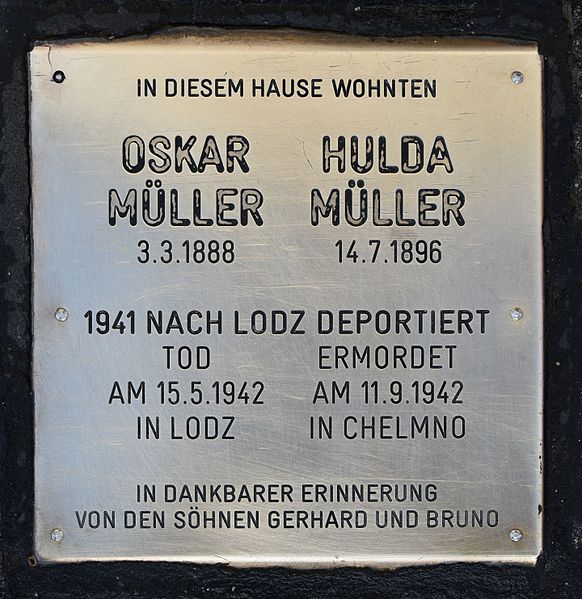 IN DIESEM HAUSE WOHNTEN
OSKAR HULDA
MÜLLER MÜLLER
3.3.1888 14.7.1896
1941 NACH LODZ DEPORTIERT
TOD ERMORDET
AM 15.5.1942 AM 11.9.1942
IN LODZ IN CHELMNO
IN DANKBARER ERINNERUNG
VON DEN SÖHNEN GERHARD UND BRUNO